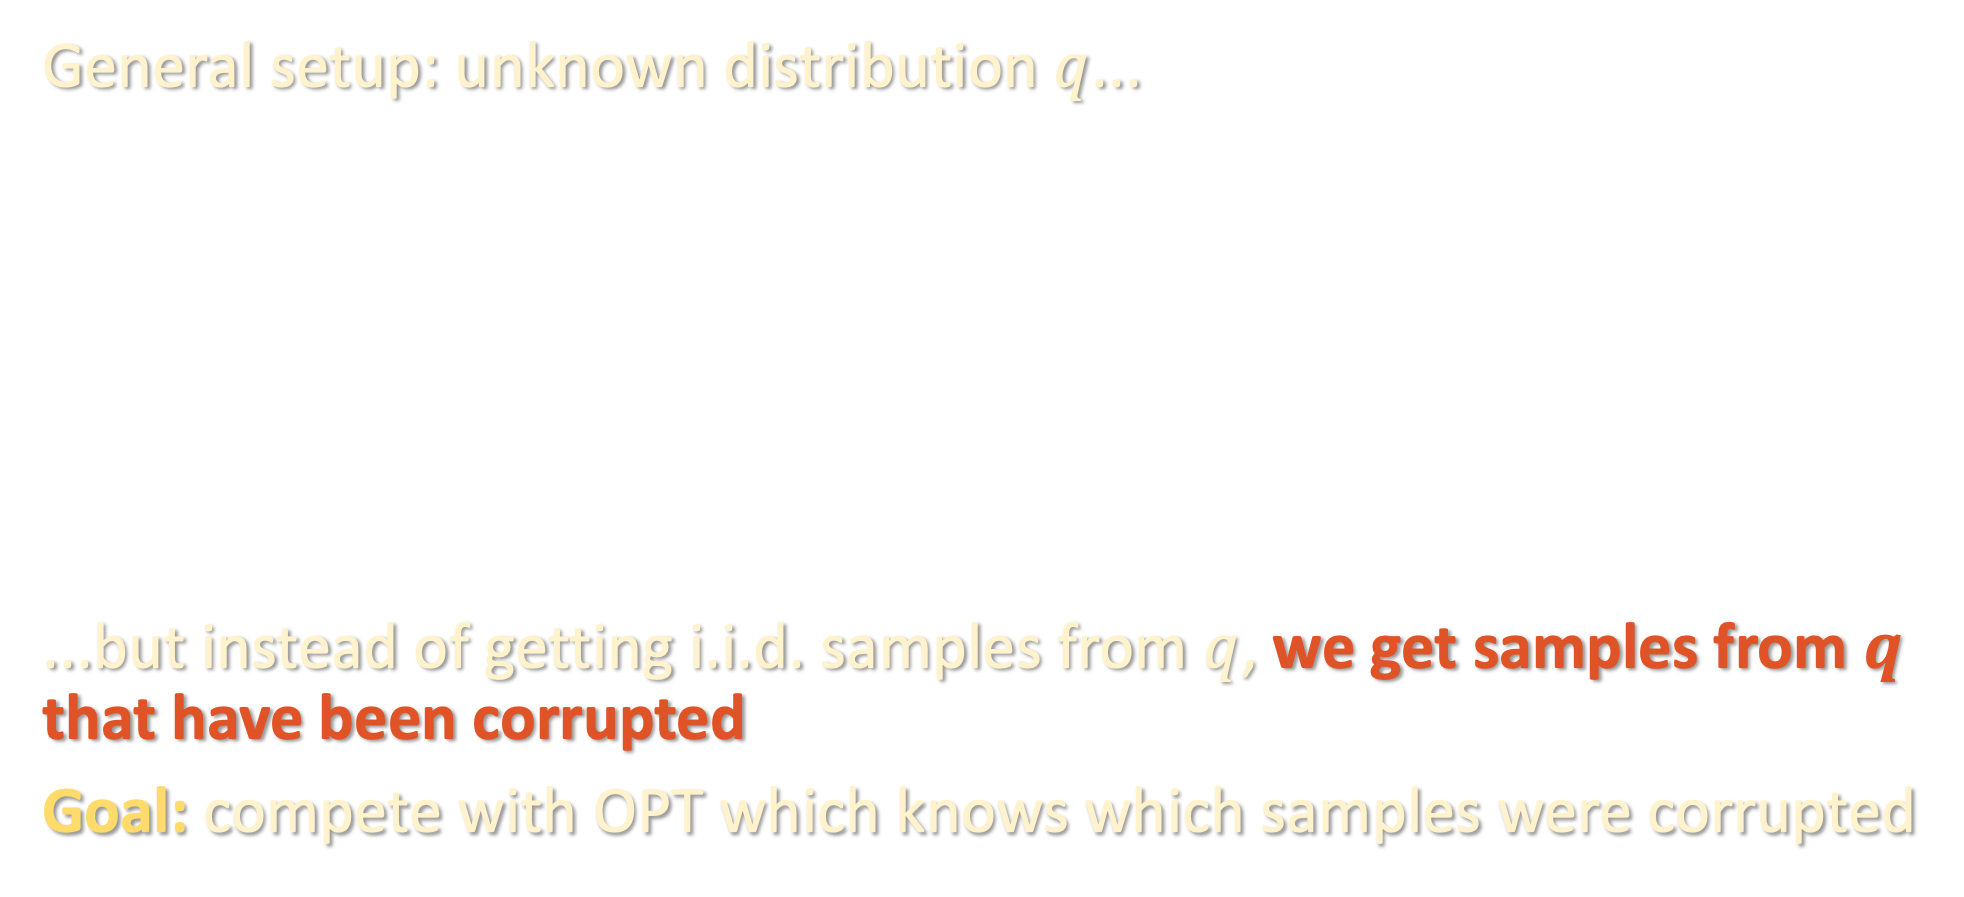 General setup: unknown distribution q...
...but instead of getting i.i.d. samples from q, we get samples from q
that have been corrupted
Goal: compete with OPT which knows which samples were corrupted